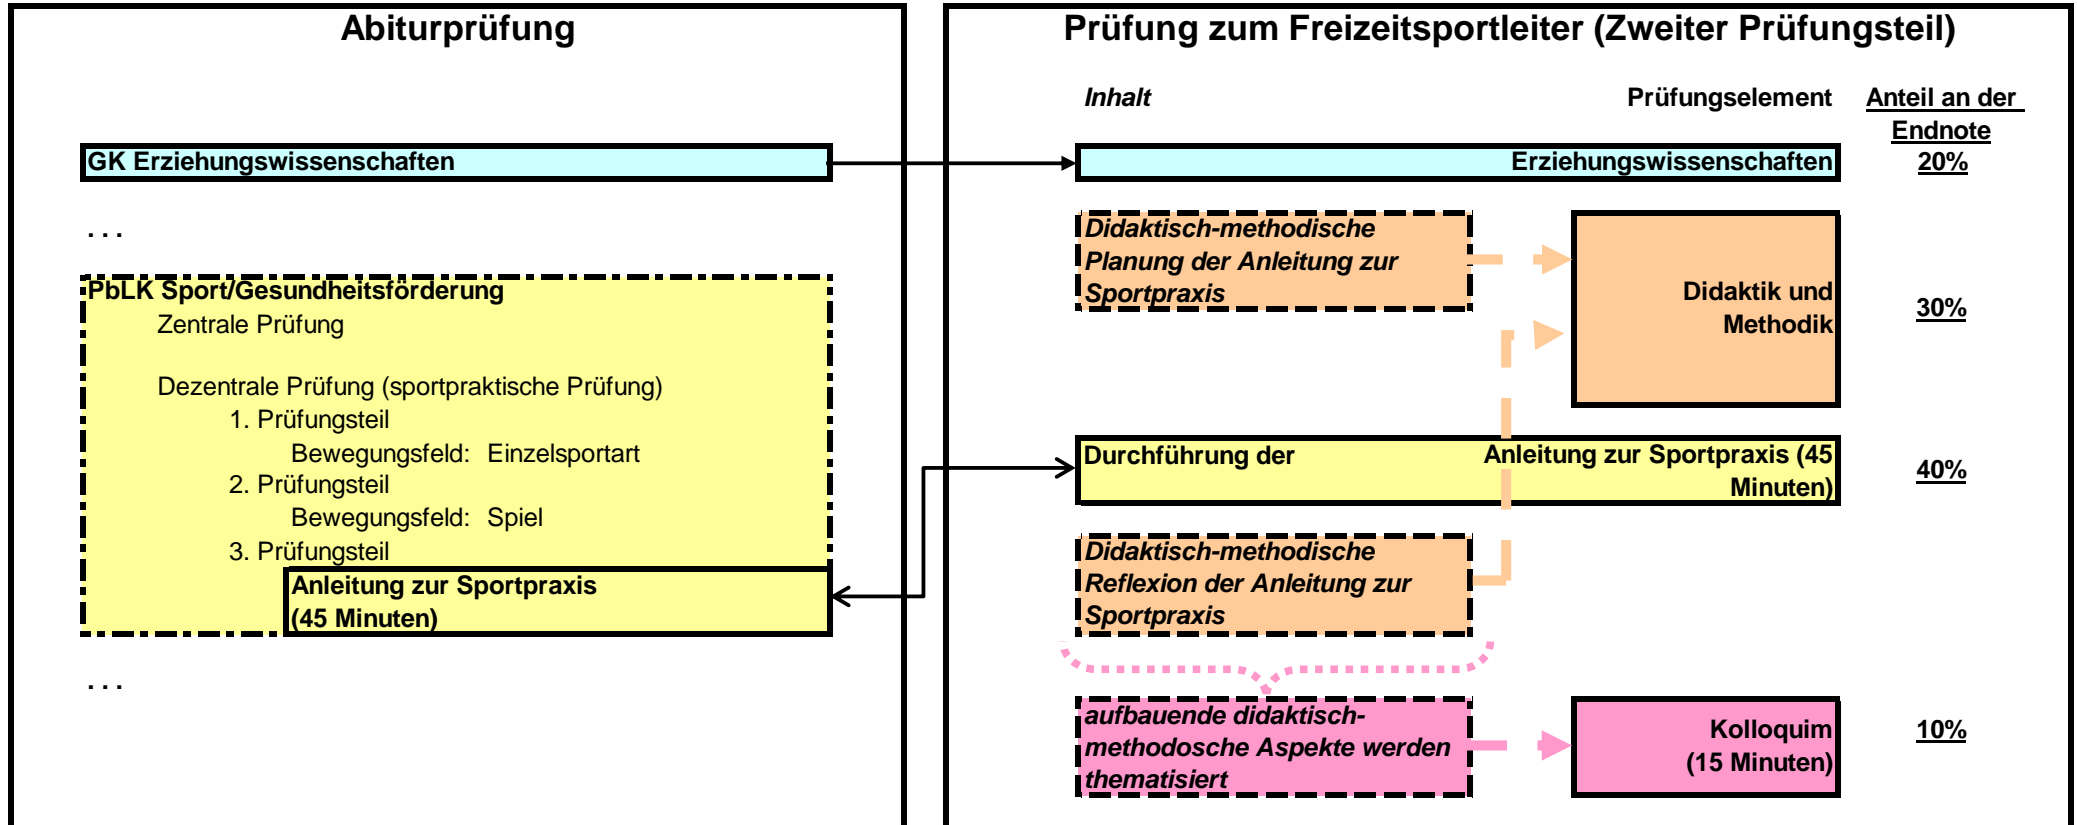 Abiturprüfung
GK Erziehungswissenschaften
. . .
PbLK Sport/Gesundheitsförderung
Zentrale Prüfung
Dezentrale Prüfung (sportpraktische Prüfung)
1. Prüfungsteil
Bewegungsfeld: Einzelsportart
2. Prüfungsteil
Bewegungsfeld: Spiel
3. Prüfungsteil
Anleitung zur Sportpraxis
(45 Minuten)
. . .
Prüfung zum Freizeitsportleiter (Zweiter Prüfungsteil)
Inhalt Prüfungselement Anteil an der
Endnote
Erziehungswissenschaften 20%
Didaktisch-methodische
Planung der Anleitung zur
Sportpraxis
Didaktik und
Methodik
30%
Durchführung der Anleitung zur Sportpraxis (45
Minuten)
40%
Didaktisch-methodische
Reflexion der Anleitung zur
Sportpraxis
aufbauende didaktisch-
methodosche Aspekte werden
thematisiert
Kolloquim
(15 Minuten)
10%